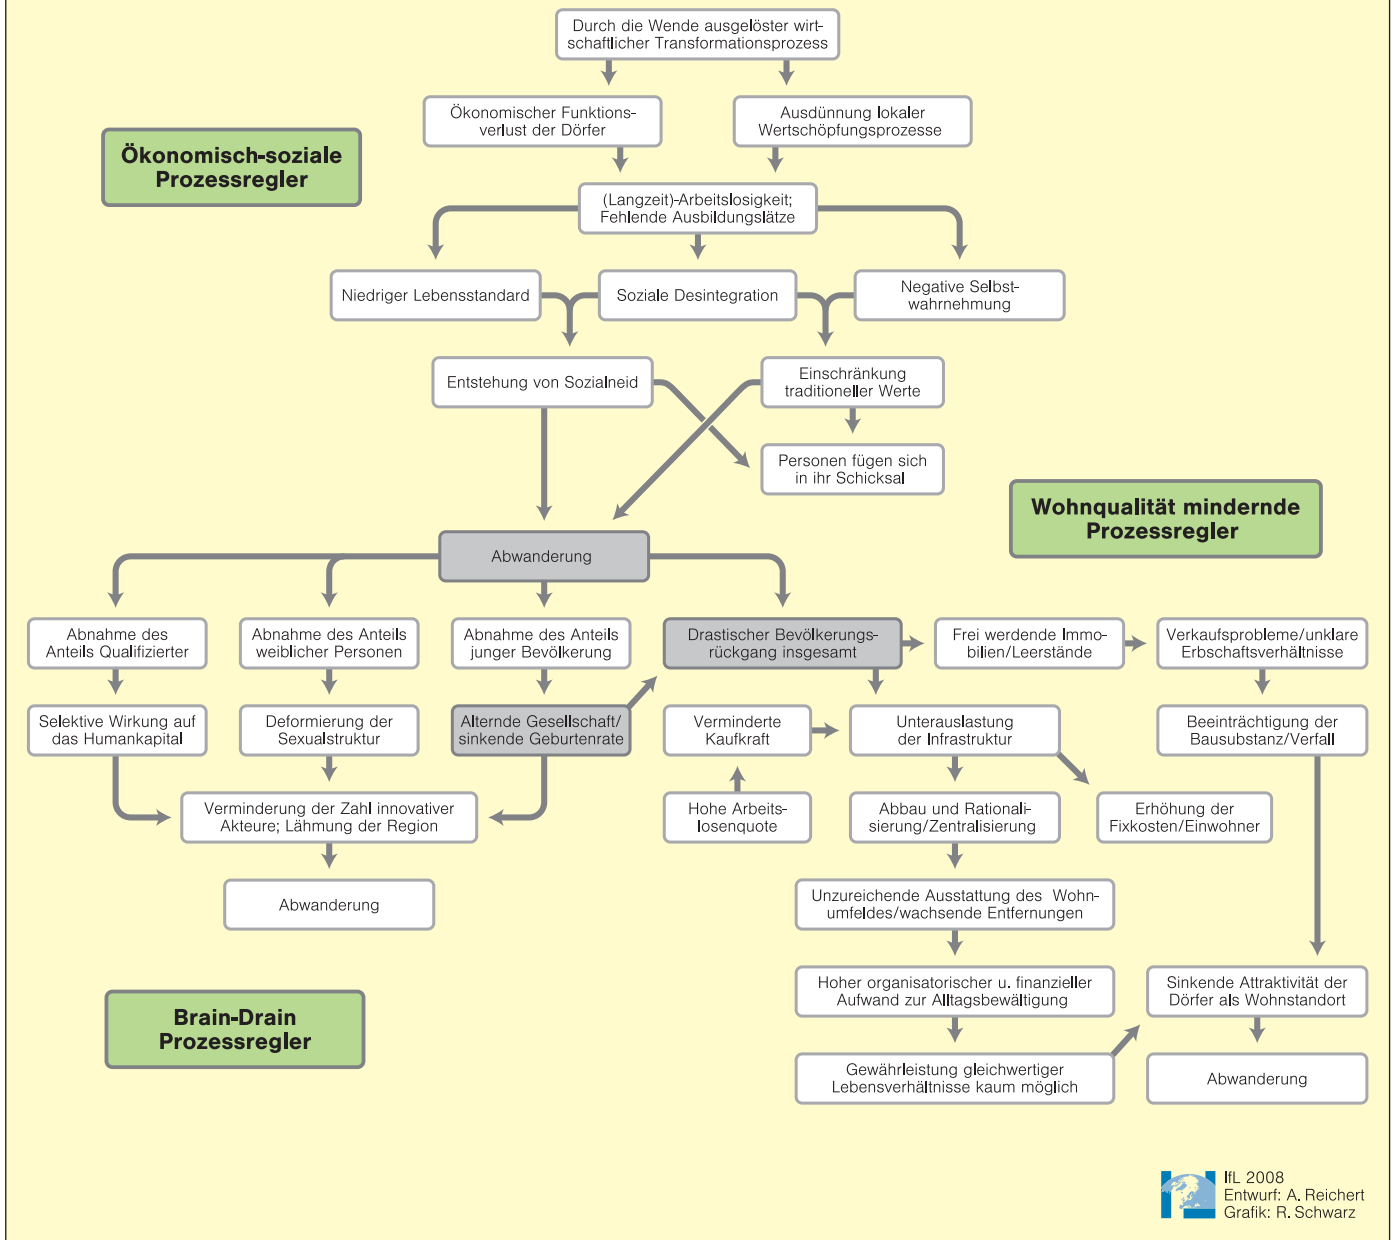 Durch die Wende ausgelöster wirt-
schaftlicher Transformationsprozess
Ökonomischer Funktions-
verlust der Dörfer
Ausdünnung lokaler
Wertschöpfungsprozesse
Ökonomisch-soziale
Prozessregler
(Langzeit)-Arbeitslosigkeit;
Fehlende Ausbildungslätze
Niedriger Lebensstandard
Soziale Desintegration
Negative Selbst-
wahrnehmung
Entstehung von Sozialneid
Einschränkung
traditioneller Werte
Personen fügen sich
in ihr Schicksal
Wohnqualität mindernde
Prozessregler
Abwanderung
Abnahme des
Anteils Qualifizierter
Abnahme des Anteils
weiblicher Personen
Abnahme des Anteils
junger Bevölkerung
Drastischer Bevölkerungs-
rückgang insgesamt
Frei werdende Immo-
bilien/Leerstände
Verkaufsprobleme/unklare
Erbschaftsverhältnisse
Selektive Wirkung auf
das Humankapital
Deformierung der
Sexualstruktur
Alternde Gesellschaft/
sinkende Geburtenrate
Verminderte
Kaufkraft
Unterauslastung
der Infrastruktur
Beeinträchtigung der
Bausubstanz/Verfall
Verminderung der Zahl innovativer
Akteure; Lähmung der Region
Hohe Arbeits-
losenquote
Abbau und Rationali-
sierung/Zentralisierung
Erhöhung der
Fixkosten/Einwohner
Abwanderung
Unzureichende Ausstattung des Wohn-
umfeldes/wachsende Entfernungen
Hoher organisatorischer u. finanzieller
Aufwand zur Alltagsbewältigung
Sinkende Attraktivität der
Dörfer als Wohnstandort
Brain-Drain
Prozessregler
Gewährleistung gleichwertiger
Lebensverhältnisse kaum möglich
Abwanderung
IfL 2008
Entwurf: A. Reichert
Grafik: R. Schwarz